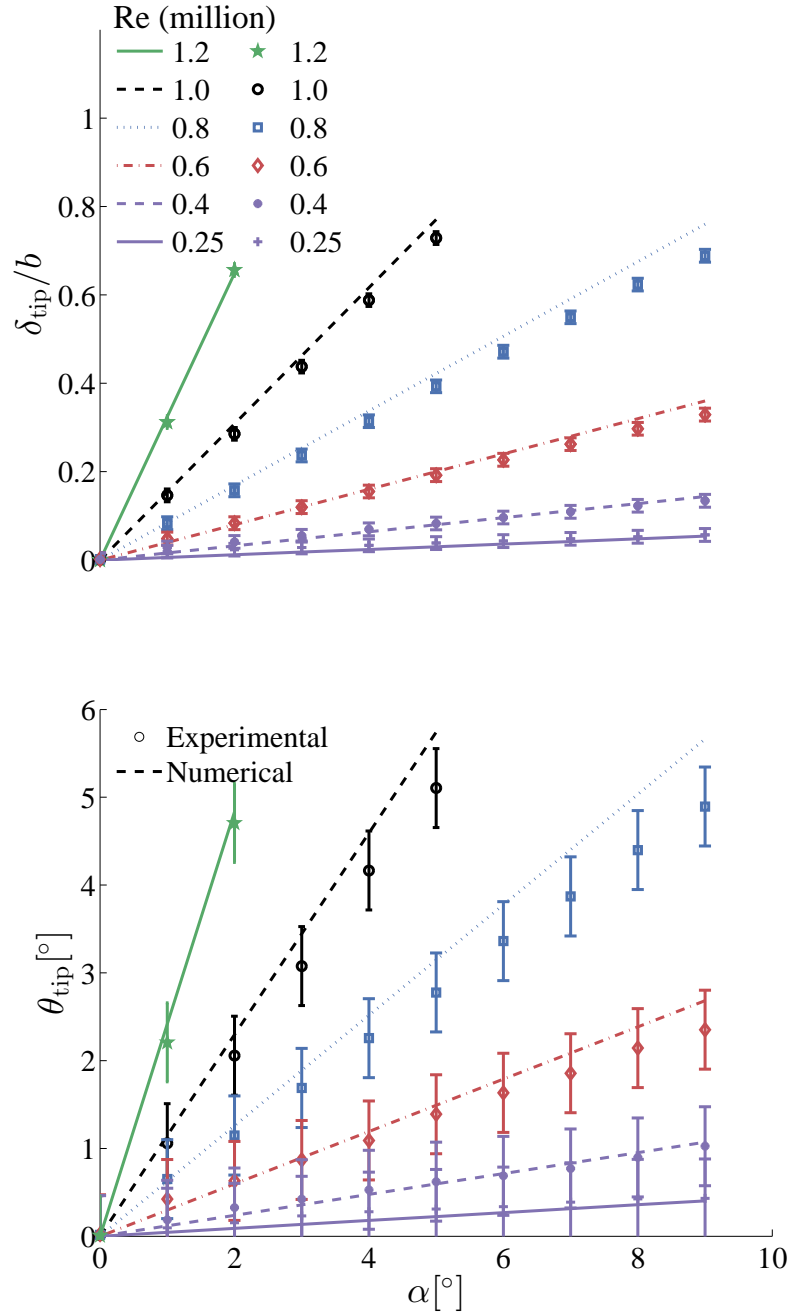 Re (million)
1.2 1.2
1.0 1.0
0.8 0.8
0.6 0.6
0.4 0.4
0.25 0.25
1
0.8
0.6
0.4
0.2
0
δtip/b
6
5
4
3
2
1
0
θtip[°]
Experimental
Numerical
0 2 4 6 8 10
α[°]